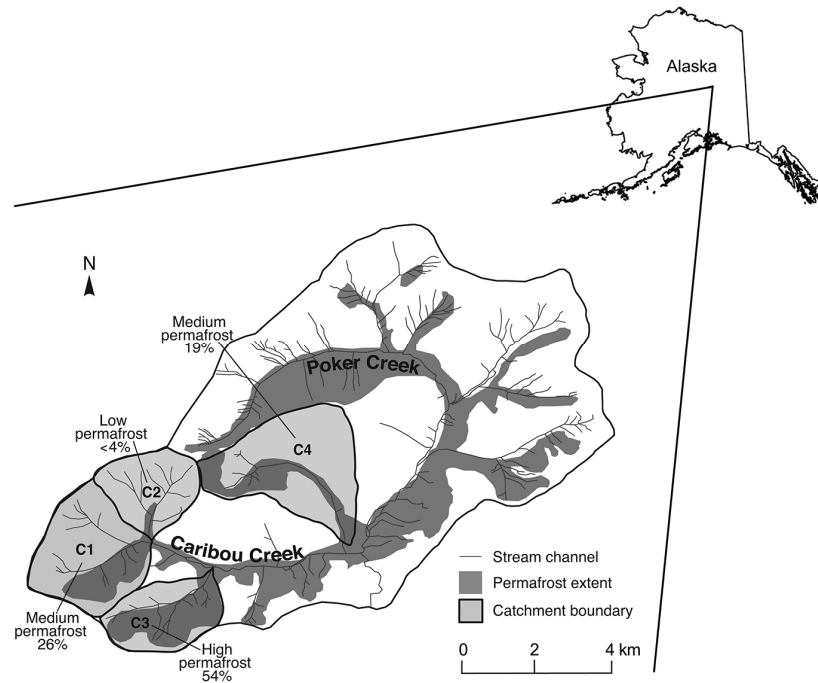 Alaska
N
Medium
permafrost
19%
Poker Creek
Low
permafrost
<4%
C4
C2
Caribou Creek
C1
Stream channel
Permafrost extent
Catchment boundary
Medium
permafrost
26%
C3
High
permafrost
54%
0 2 4 km